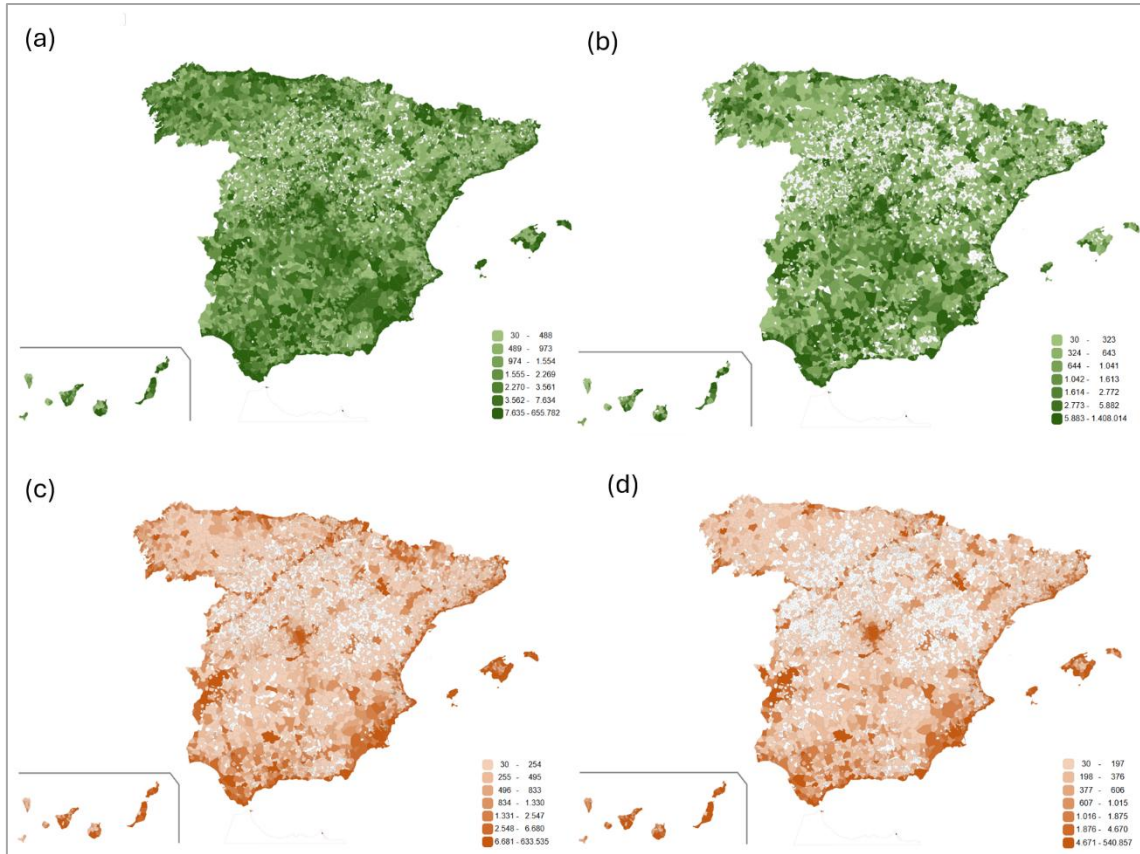 (a)
(b)
30 - 488
489 - 973
974 - 1.554
1.555 - 2.269
2.270 - 3.561
3.562 - 7.634
7.635 - 655.782
30 - 323
324 - 643
644 - 1.041
1.042 - 1.613
1.614 - 2.772
2.773 - 5.882
5.883 - 1.408.014
(c)
(d)
30 - 254
255 - 495
496 - 833
834 - 1.330
1.331 - 2.547
2.548 - 6.680
6.681 - 633.535
30 - 197
198 - 376
377 - 606
607 - 1.015
1.016 - 1.875
1.876 - 4.670
4.671 - 540.857